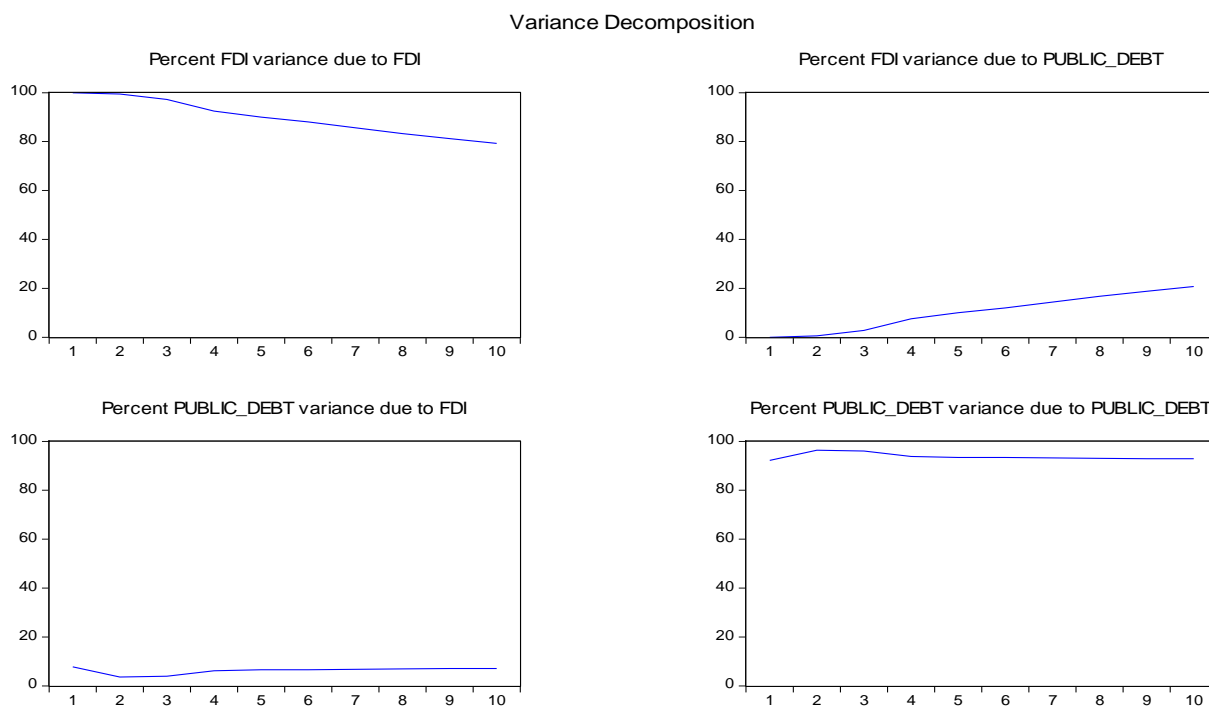 Variance Decomposition
Percent FDI variance due to FDI
100
80
60
40
20
0
1 2 3 4 5 6 7 8 9 10
Percent FDI variance due to PUBLIC_DEBT
100
80
60
40
20
0
1 2 3 4 5 6 7 8 9 10
Percent PUBLIC_DEBT variance due to FDI
100
80
60
40
20
0
1 2 3 4 5 6 7 8 9 10
Percent PUBLIC_DEBT variance due to PUBLIC_DEBT
100
80
60
40
20
0
1 2 3 4 5 6 7 8 9 10